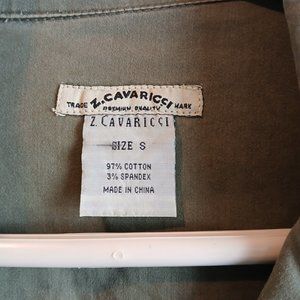 TRADE Z. CAVARICCI MARK
PREMIUM QUALITY
Z. CAVARICCI
SIZE S
97% COTTON
3% SPANDEX
MADE IN CHINA